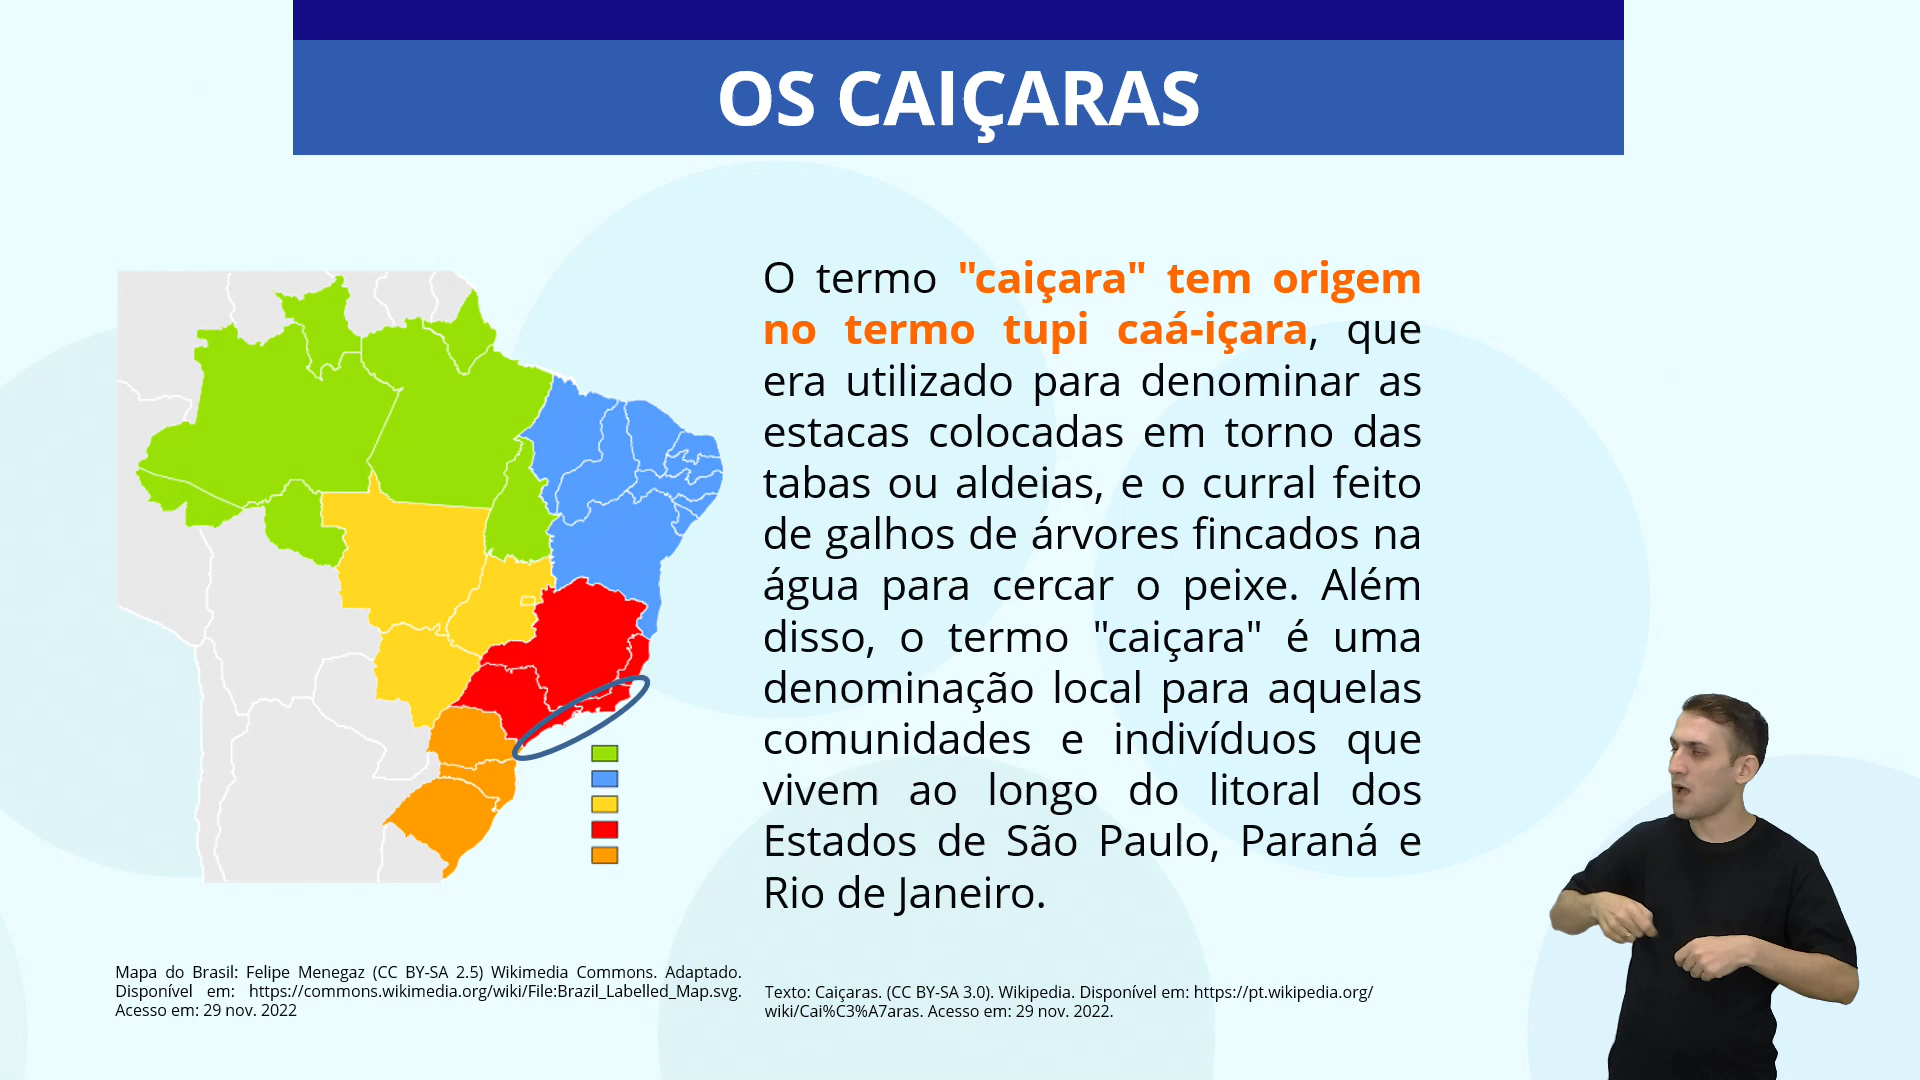 OS CAIÇARAS
O termo "caiçara" tem origem
no termo tupi caá-içara, que
era utilizado para denominar as
estacas colocadas em torno das
tabas ou aldeias, e o curral feito
de galhos de árvores fincados na
água para cercar o peixe. Além
disso, o termo "caiçara" é uma
denominação local para aquelas
comunidades e indivíduos que
vivem ao longo do litoral dos
Estados de São Paulo, Paraná e
Rio de Janeiro.
Mapa do Brasil: Felipe Menegaz (CC BY-SA 2.5) Wikimedia Commons. Adaptado.
Disponível em: https://commons.wikimedia.org/wiki/File:Brazil_Labelled_Map.svg.
Acesso em: 29 nov. 2022
Texto: Caiçaras. (CC BY-SA 3.0). Wikipedia. Disponível em: https://pt.wikipedia.org/
wiki/Cai%C3%A7aras. Acesso em: 29 nov. 2022.